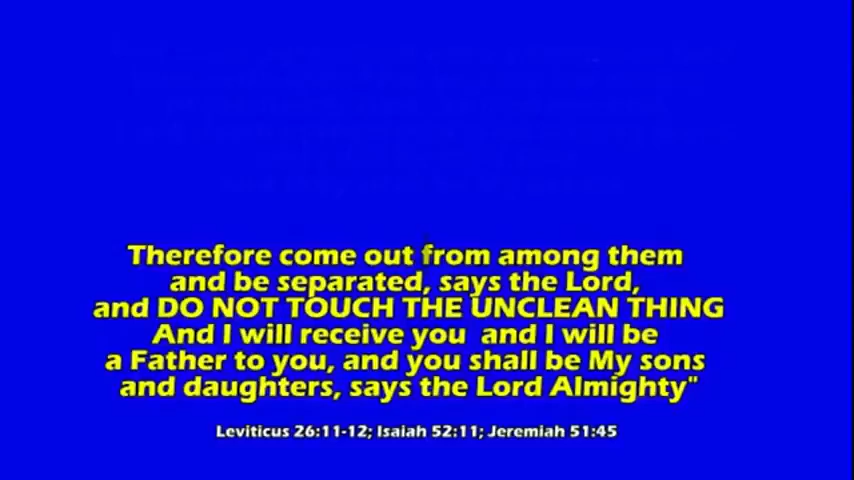 Therefore come out from among them
and be separated, says the Lord,
and DO NOT TOUCH THE UNCLEAN THING
And I will receive you and I will be
a Father to you, and you shall be My sons
and daughters, says the Lord Almighty"
Leviticus 26:11-12; Isaiah 52:11; Jeremiah 51:45